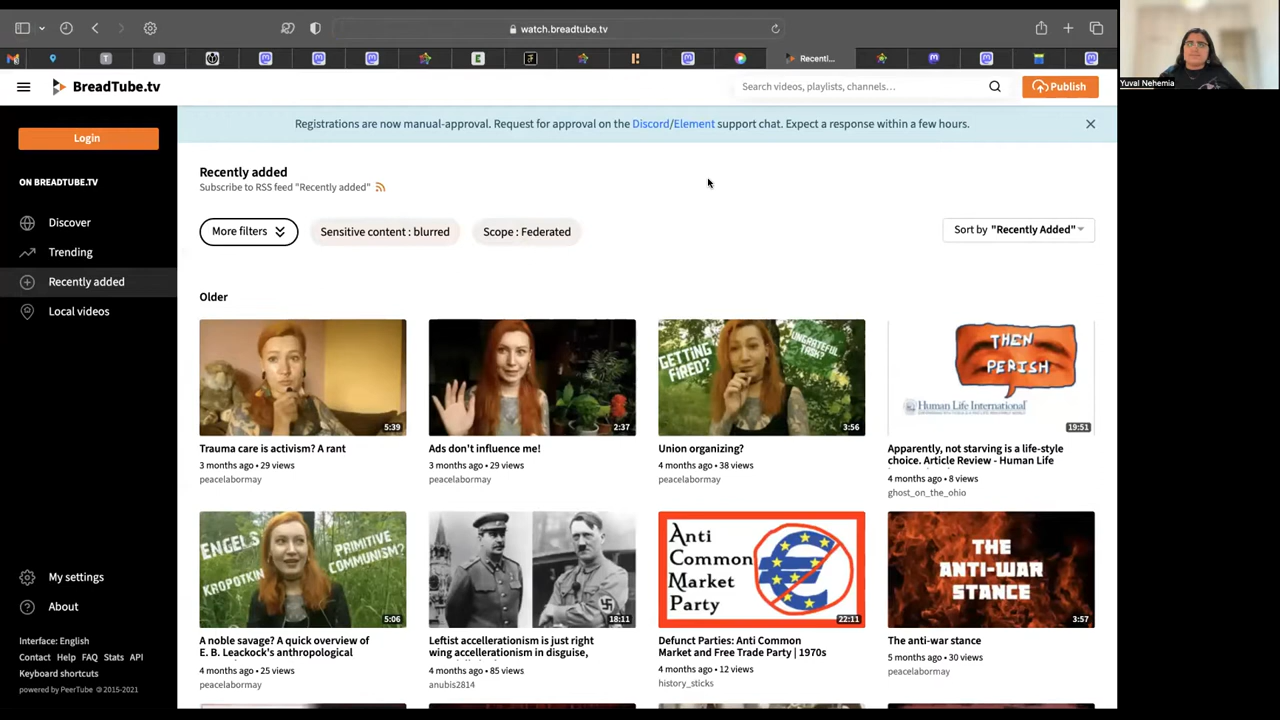 watch.breadtube.tv
Recenti...
BreadTube.tv
Search videos, playlists, channels…
Publish
Yuval Nehemia
Login
Registrations are now manual-approval. Request for approval on the Discord/Element support chat. Expect a response within a few hours.
ON BREADTUBE.TV
Discover
Trending
Recently added
Local videos
Recently added
Subscribe to RSS feed "Recently added"
More filters
Sensitive content : blurred
Scope : Federated
Sort by "Recently Added"
Older
5:39
2:37
GETTING FIRED?
UNGRATEFUL TASK?
3:56
THEN PERISH
Human Life International
19:51
Trauma care is activism? A rant
3 months ago • 29 views
peacelabormay
Ads don't influence me!
3 months ago • 29 views
peacelabormay
Union organizing?
4 months ago • 38 views
peacelabormay
Apparently, not starving is a life-style
choice. Article Review - Human Life
4 months ago • 8 views
ghost_on_the_ohio
ENGELS
KROPOTKIN
PRIMITIVE
COMMUNISM?
5:06
18:11
Anti
Common
Market
Party
22:11
THE
ANTI-WAR
STANCE
3:57
A noble savage? A quick overview of
E. B. Leackock's anthropological
4 months ago • 25 views
peacelabormay
Leftist accellerationism is just right
wing accellerationism in disguise,
4 months ago • 85 views
anubis2814
Defunct Parties: Anti Common
Market and Free Trade Party | 1970s
4 months ago • 12 views
history_sticks
The anti-war stance
5 months ago • 30 views
peacelabormay
My settings
About
Interface: English
Contact Help FAQ Stats API
Keyboard shortcuts
powered by PeerTube © 2015-2021